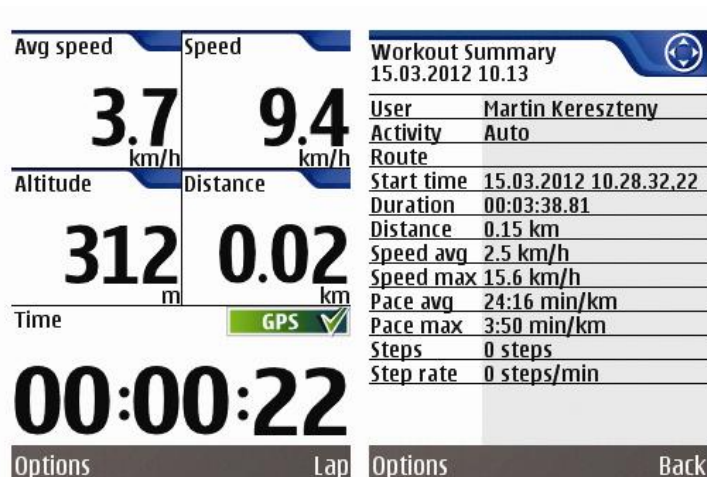 Avg speed
3.7
km/h
Speed
9.4
km/h
Altitude
312
m
Distance
0.02
km
Time
GPS
00:00:22
Options Lap
Workout Summary
15.03.2012 10.13
User Martin Kereszteny
Activity Auto
Route
Start time 15.03.2012 10.28.32,22
Duration 00:03:38.81
Distance 0.15 km
Speed avg 2.5 km/h
Speed max 15.6 km/h
Pace avg 24:16 min/km
Pace max 3:50 min/km
Steps 0 steps
Step rate 0 steps/min
Options Back